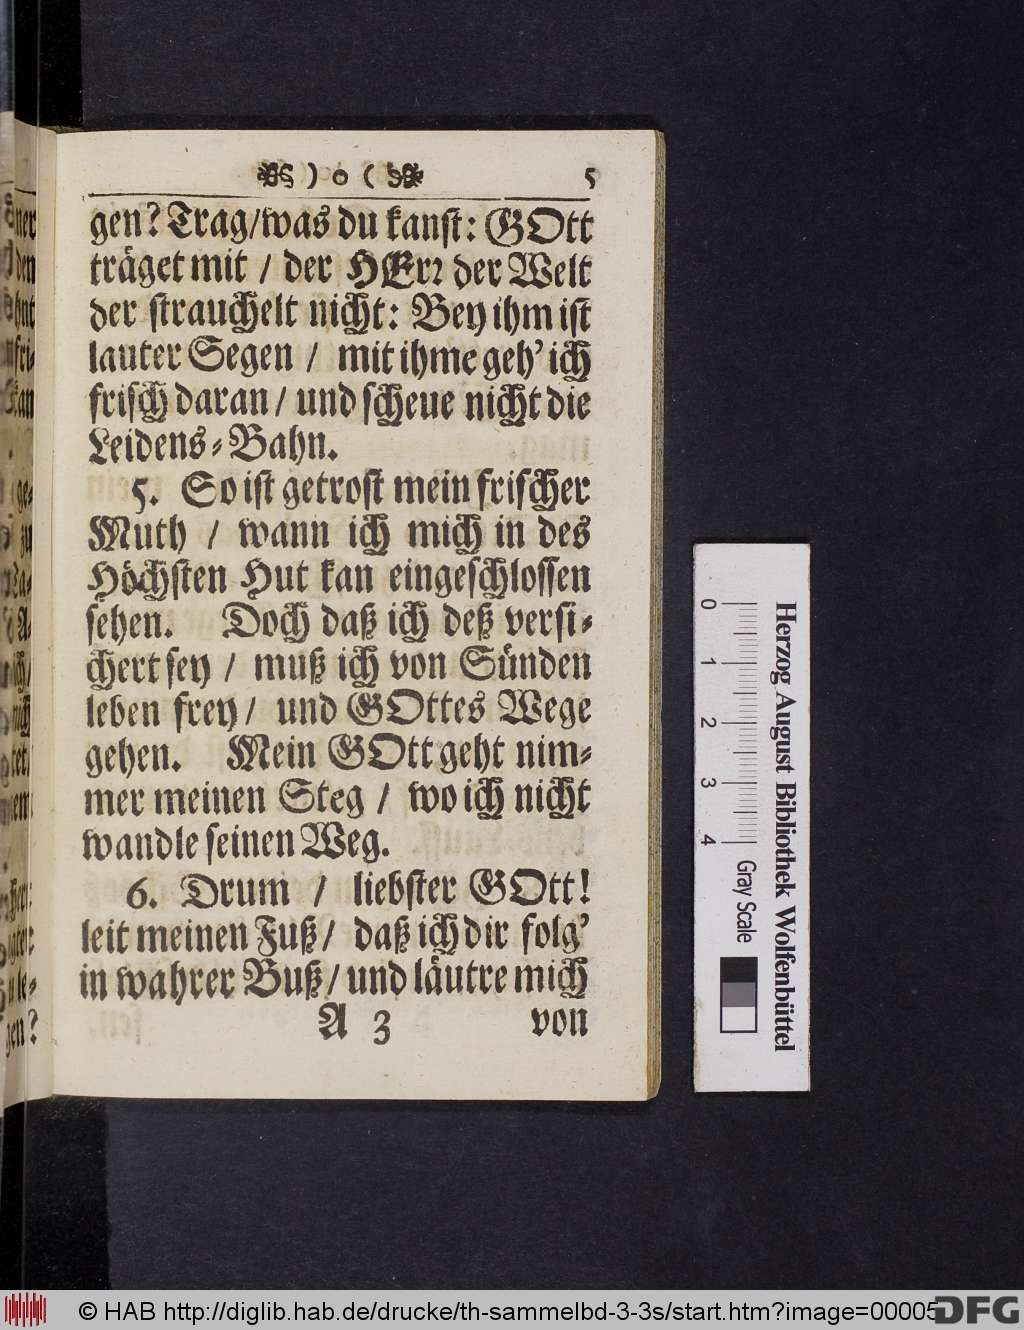 ) o ( 5
gen? Trag/was du kanſt: GOtt
träget mit / der HErꝛ der Welt
der ſtrauchelt nicht: Bey ihm iſt
lauter Segen / mit ihme geh' ich
friſch daran / und ſcheue nicht die
Leidens-Bahn.
5. So iſt getroſt mein friſcher
Muth / wann ich mich in des
Höchſten Hut kan eingeſchloſſen
ſehen. Doch daß ich deß verſi-
chert ſey / muß ich von Sünden
leben frey / und GOttes Wege
gehen. Mein GOtt geht nim-
mer meinen Steg / wo ich nicht
wandle ſeinen Weg.
6. Drum / liebſter GOtt!
leit meinen Fuß / daß ich dir folg'
in wahrer Buß / und läutre mich
A 3 von
0 1 2 3 4
Gray Scale
Herzog August Bibliothek Wolfenbüttel
© HAB http://diglib.hab.de/drucke/th-sammelbd-3-3s/start.htm?image=00005
DFG